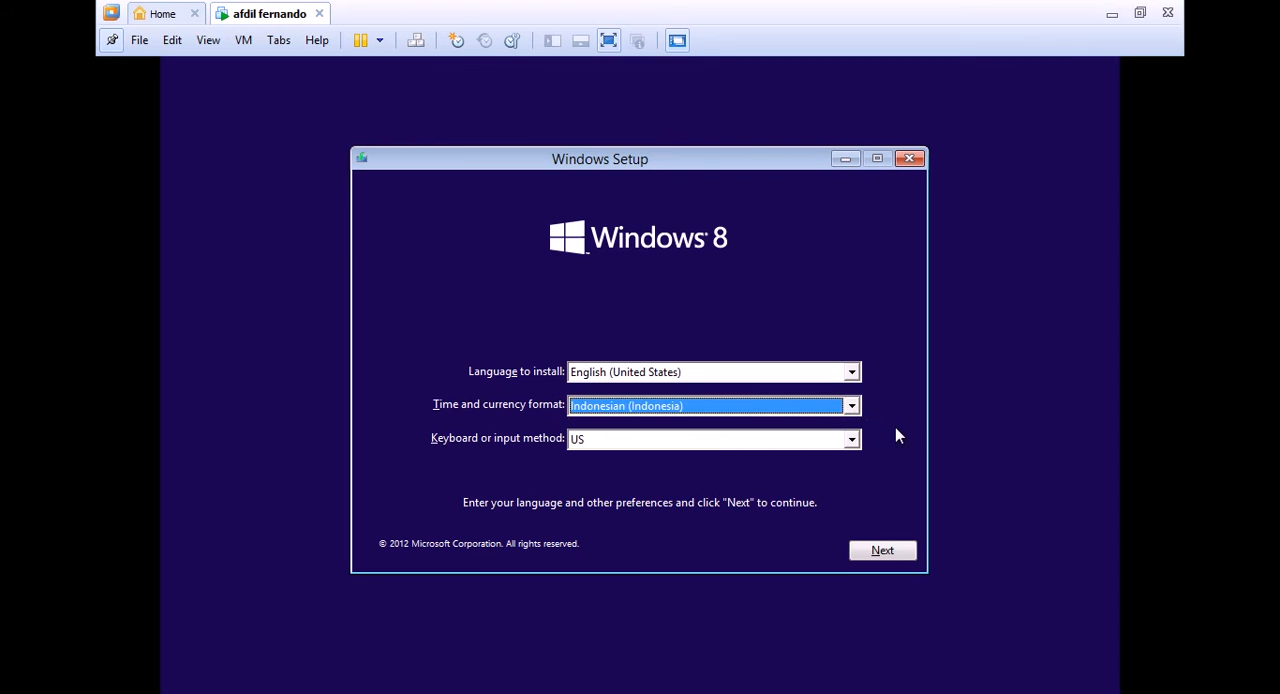 Home
afdil fernando
File Edit View VM Tabs Help
Windows Setup
Windows 8
Language to install: English (United States)
Time and currency format: Indonesian (Indonesia)
Keyboard or input method: US
Enter your language and other preferences and click "Next" to continue.
© 2012 Microsoft Corporation. All rights reserved.
Next